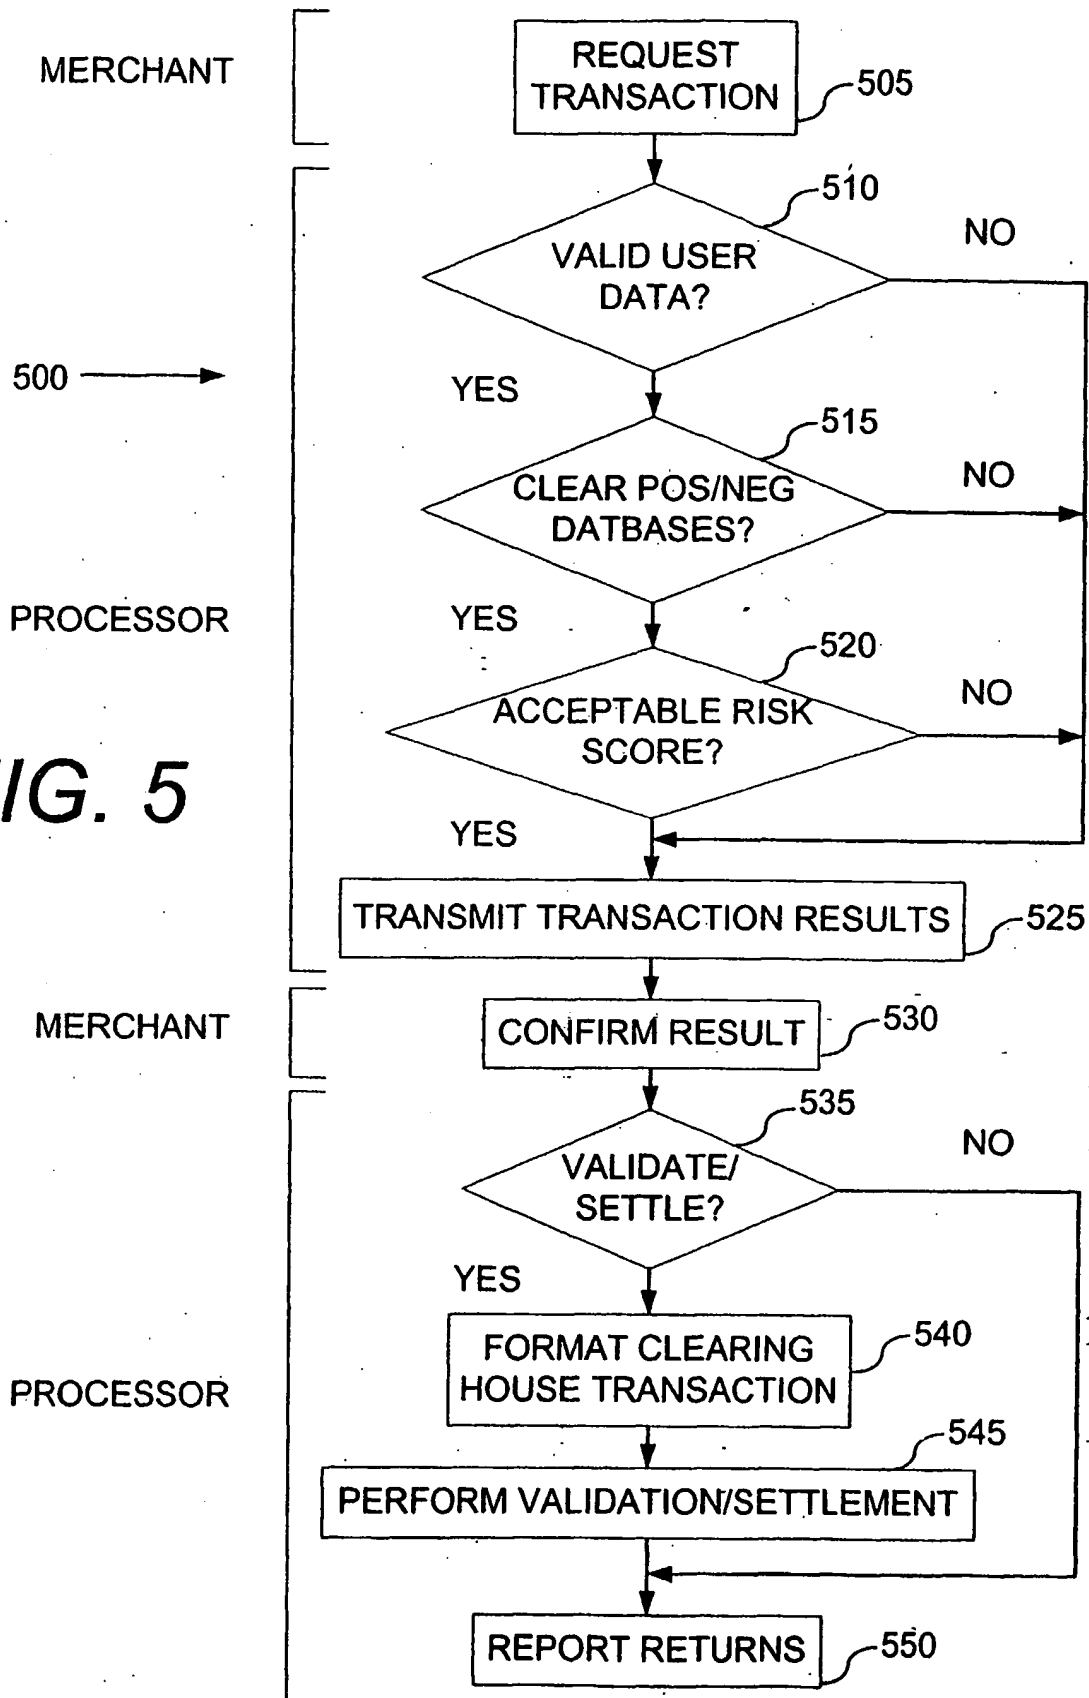 MERCHANT
REQUEST
TRANSACTION
505
510
NO
VALID USER
DATA?
500
YES
515
CLEAR POS/NEG
DATBASES?
NO
PROCESSOR
YES
520
NO
ACCEPTABLE RISK
SCORE?
IG. 5
YES
TRANSMIT TRANSACTION RESULTS
525
MERCHANT
CONFIRM RESULT
530
535
NO
VALIDATE/
SETTLE?
YES
FORMAT CLEARING
HOUSE TRANSACTION
540
PROCESSOR
545
PERFORM VALIDATION/SETTLEMENT
REPORT RETURNS
550